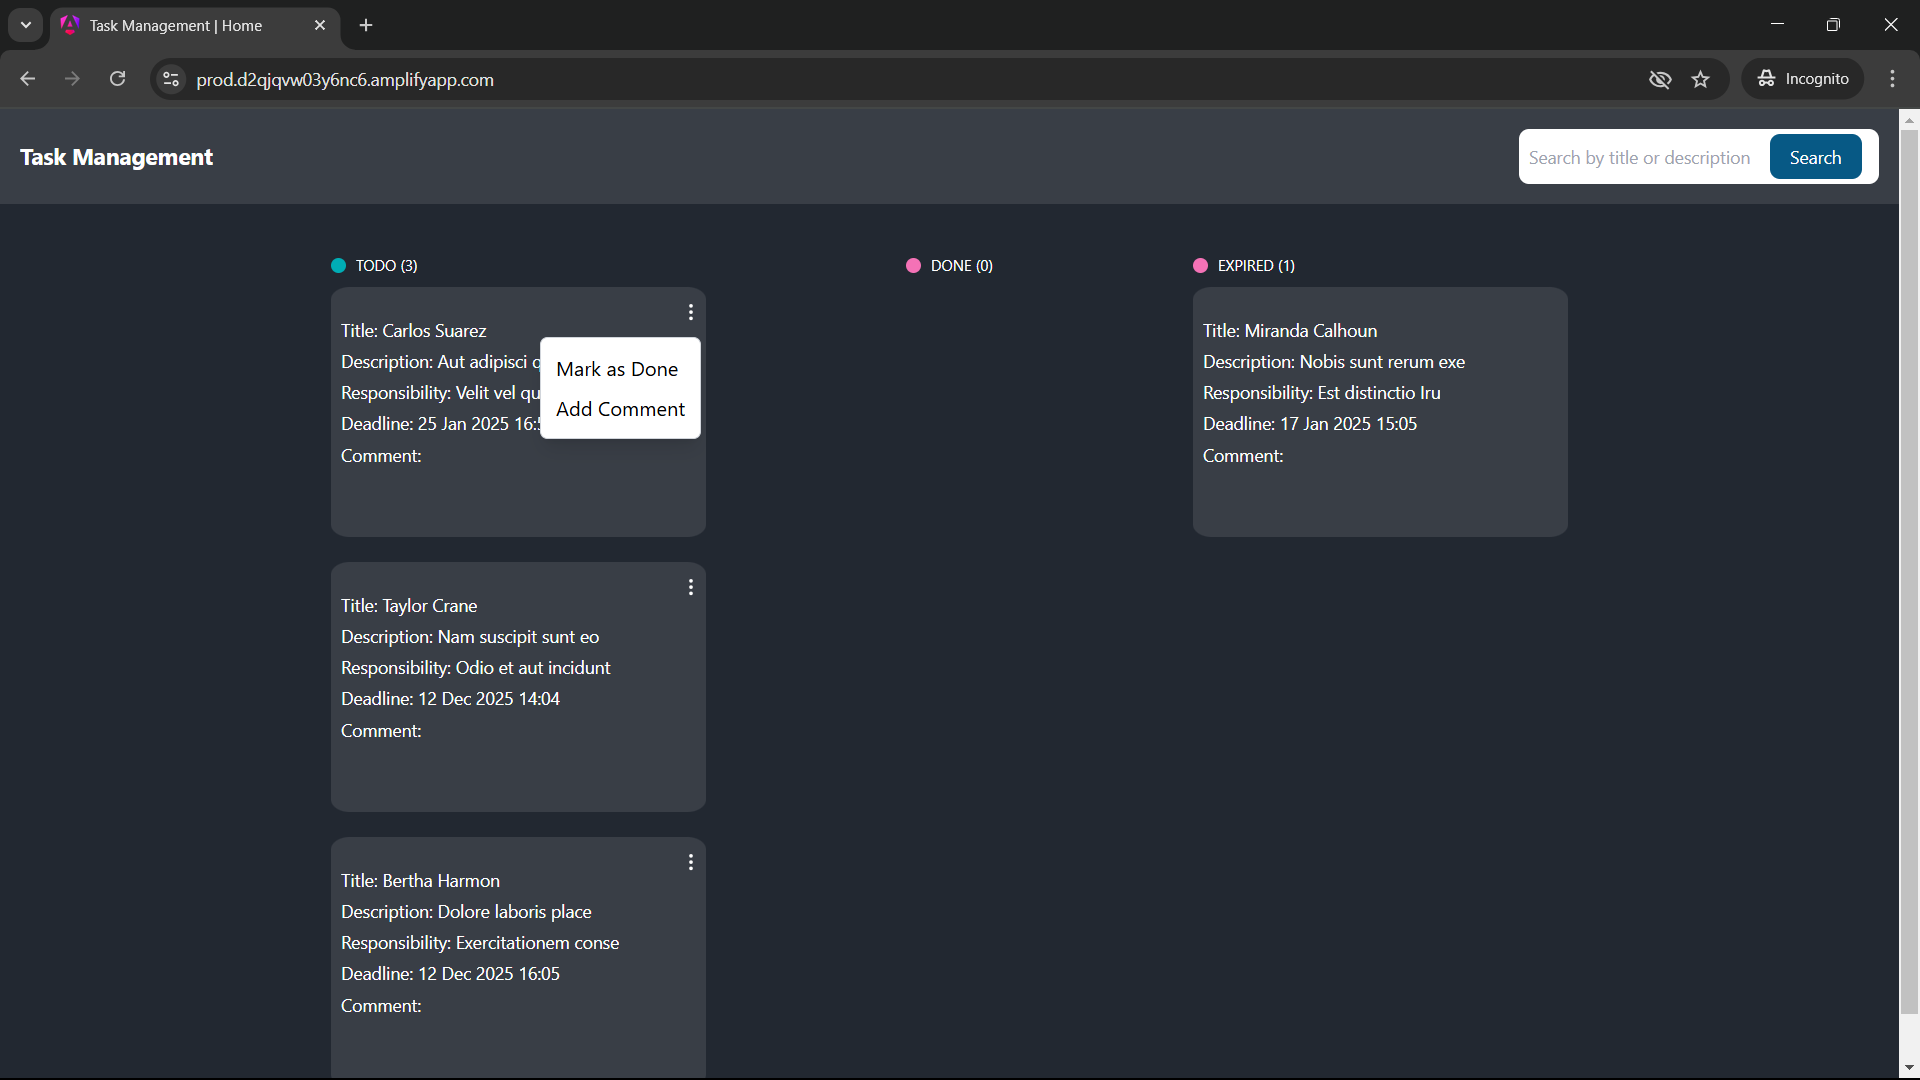 Task Management | Home
prod.d2qjqvw03y6nc6.amplifyapp.com
Incognito
Task Management
Search by title or description
Search
TODO (3)
Title: Carlos Suarez
Description: Aut adipisci
Responsibility: Velit vel qu
Deadline: 25 Jan 2025 16:
Comment:
Mark as Done
Add Comment
Title: Taylor Crane
Description: Nam suscipit sunt eo
Responsibility: Odio et aut incidunt
Deadline: 12 Dec 2025 14:04
Comment:
Title: Bertha Harmon
Description: Dolore laboris place
Responsibility: Exercitationem conse
Deadline: 12 Dec 2025 16:05
Comment:
DONE (0)
EXPIRED (1)
Title: Miranda Calhoun
Description: Nobis sunt rerum exe
Responsibility: Est distinctio Iru
Deadline: 17 Jan 2025 15:05
Comment: